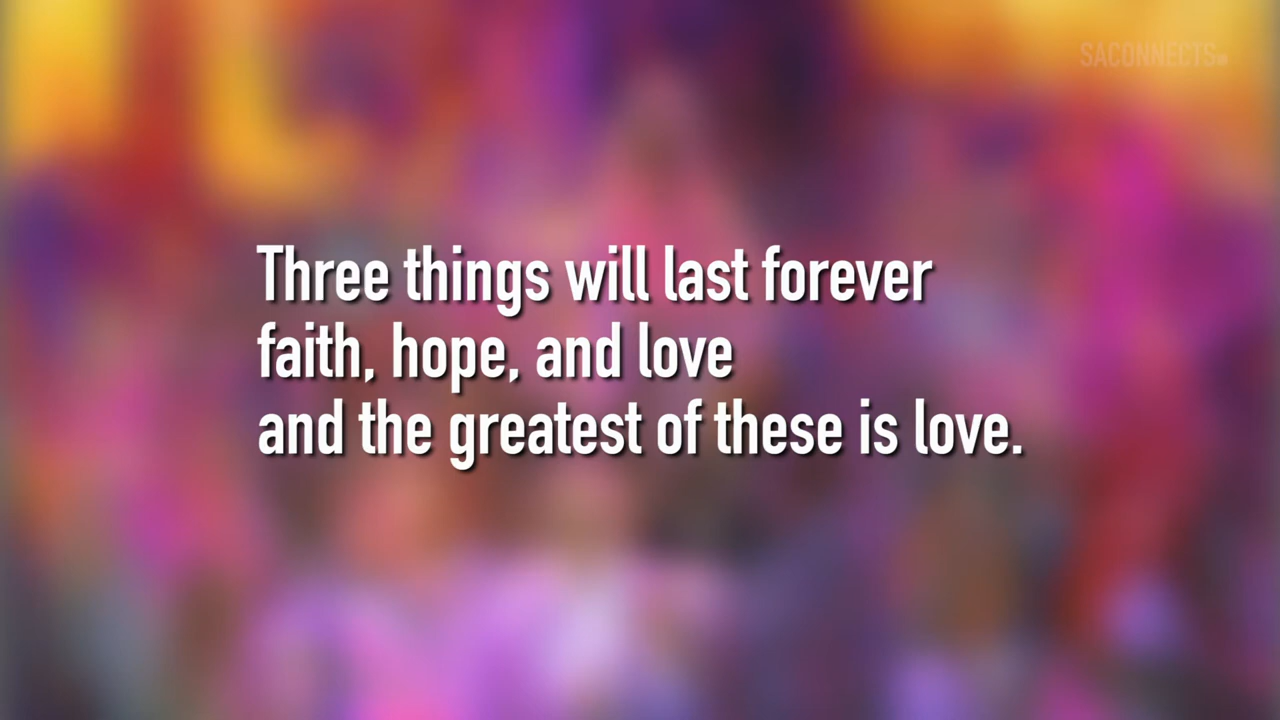 SACONNECTS
Three things will last forever
faith, hope, and love
and the greatest of these is love.